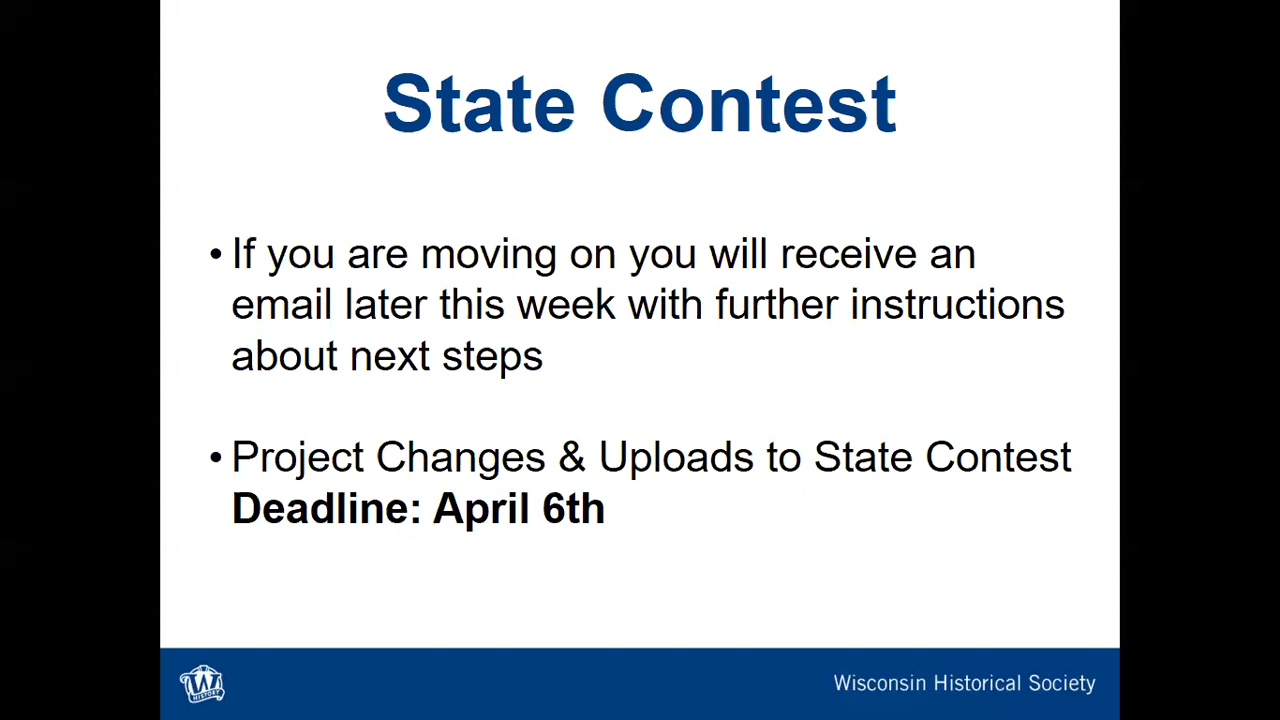 State Contest
• If you are moving on you will receive an
email later this week with further instructions
about next steps
• Project Changes & Uploads to State Contest
Deadline: April 6th
W
HISTORY
Wisconsin Historical Society